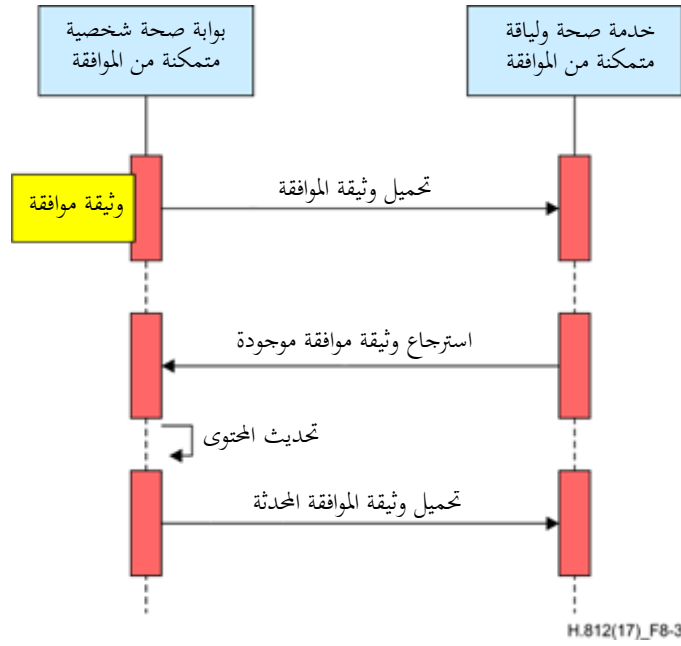 خدمة صحة ولياقة
متمكنة من الموافقة
بوابة صحة شخصية
متمكنة من الموافقة
وثيقة موافقة
تحميل وثيقة الموافقة
استرجاع وثيقة موافقة موجودة
تحديث المحتوى
تحميل وثيقة الموافقة المحدثة
H.812(17)_F8-3